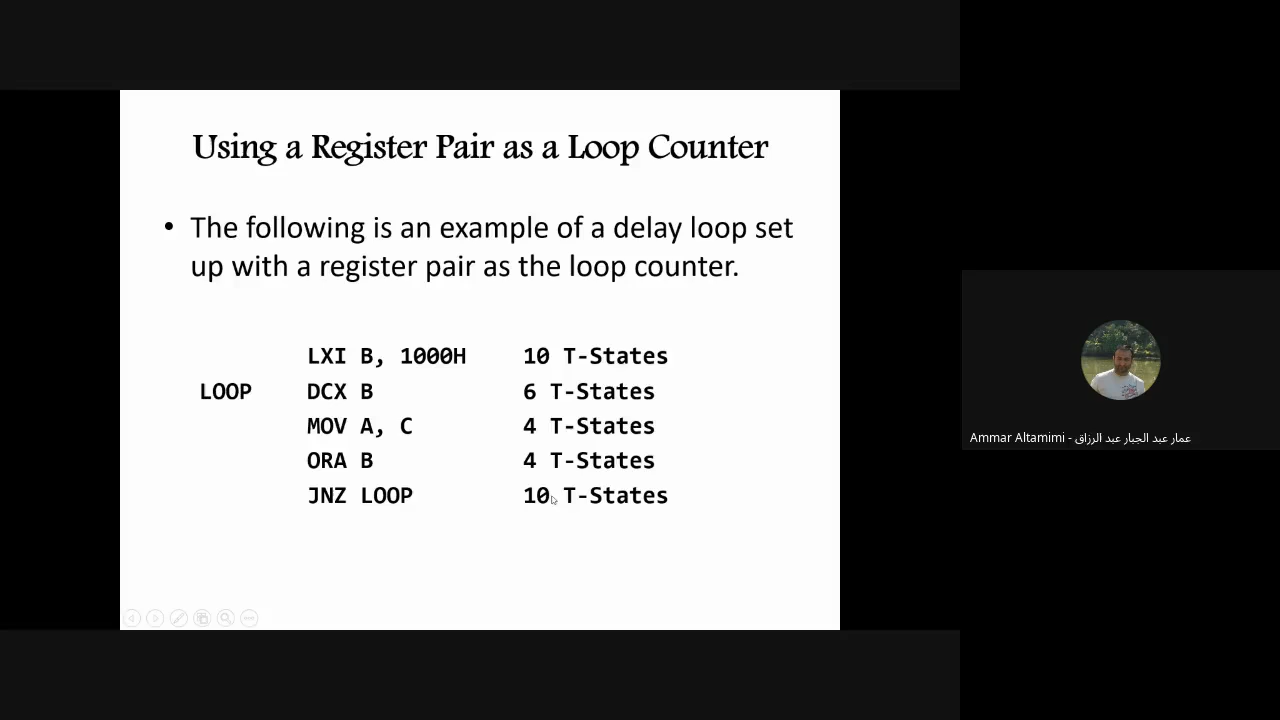 Using a Register Pair as a Loop Counter
• The following is an example of a delay loop set
up with a register pair as the loop counter.
LXI B, 1000H 10 T-States
LOOP DCX B 6 T-States
MOV A, C 4 T-States
ORA B 4 T-States
JNZ LOOP 10 T-States
Ammar Altamimi - عمار عبد الجبار عبد الرزاق